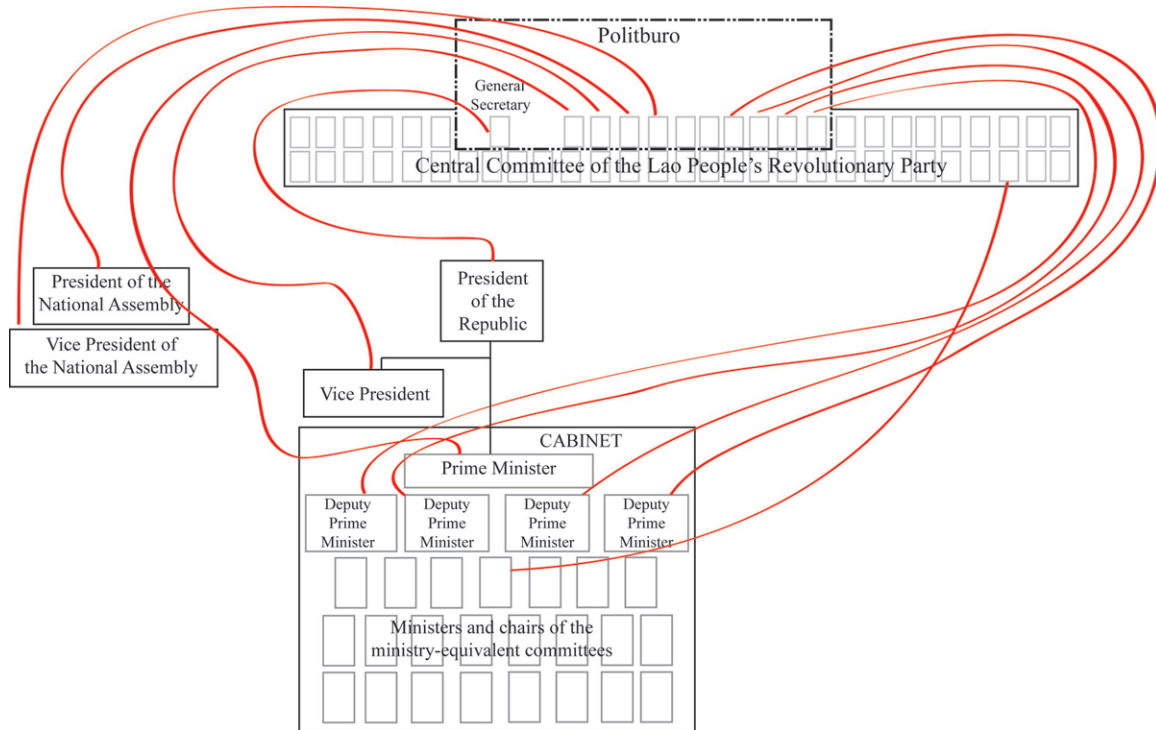 Politburo
General
Secretary
Central Committee of the Lao People's Revolutionary Party
President of the
National Assembly
Vice President of
the National Assembly
President
of the
Republic
Vice President
CABINET
Prime Minister
Deputy
Prime
Minister
Deputy
Prime
Minister
Deputy
Prime
Minister
Deputy
Prime
Minister
Ministers and chairs of the
ministry-equivalent committees